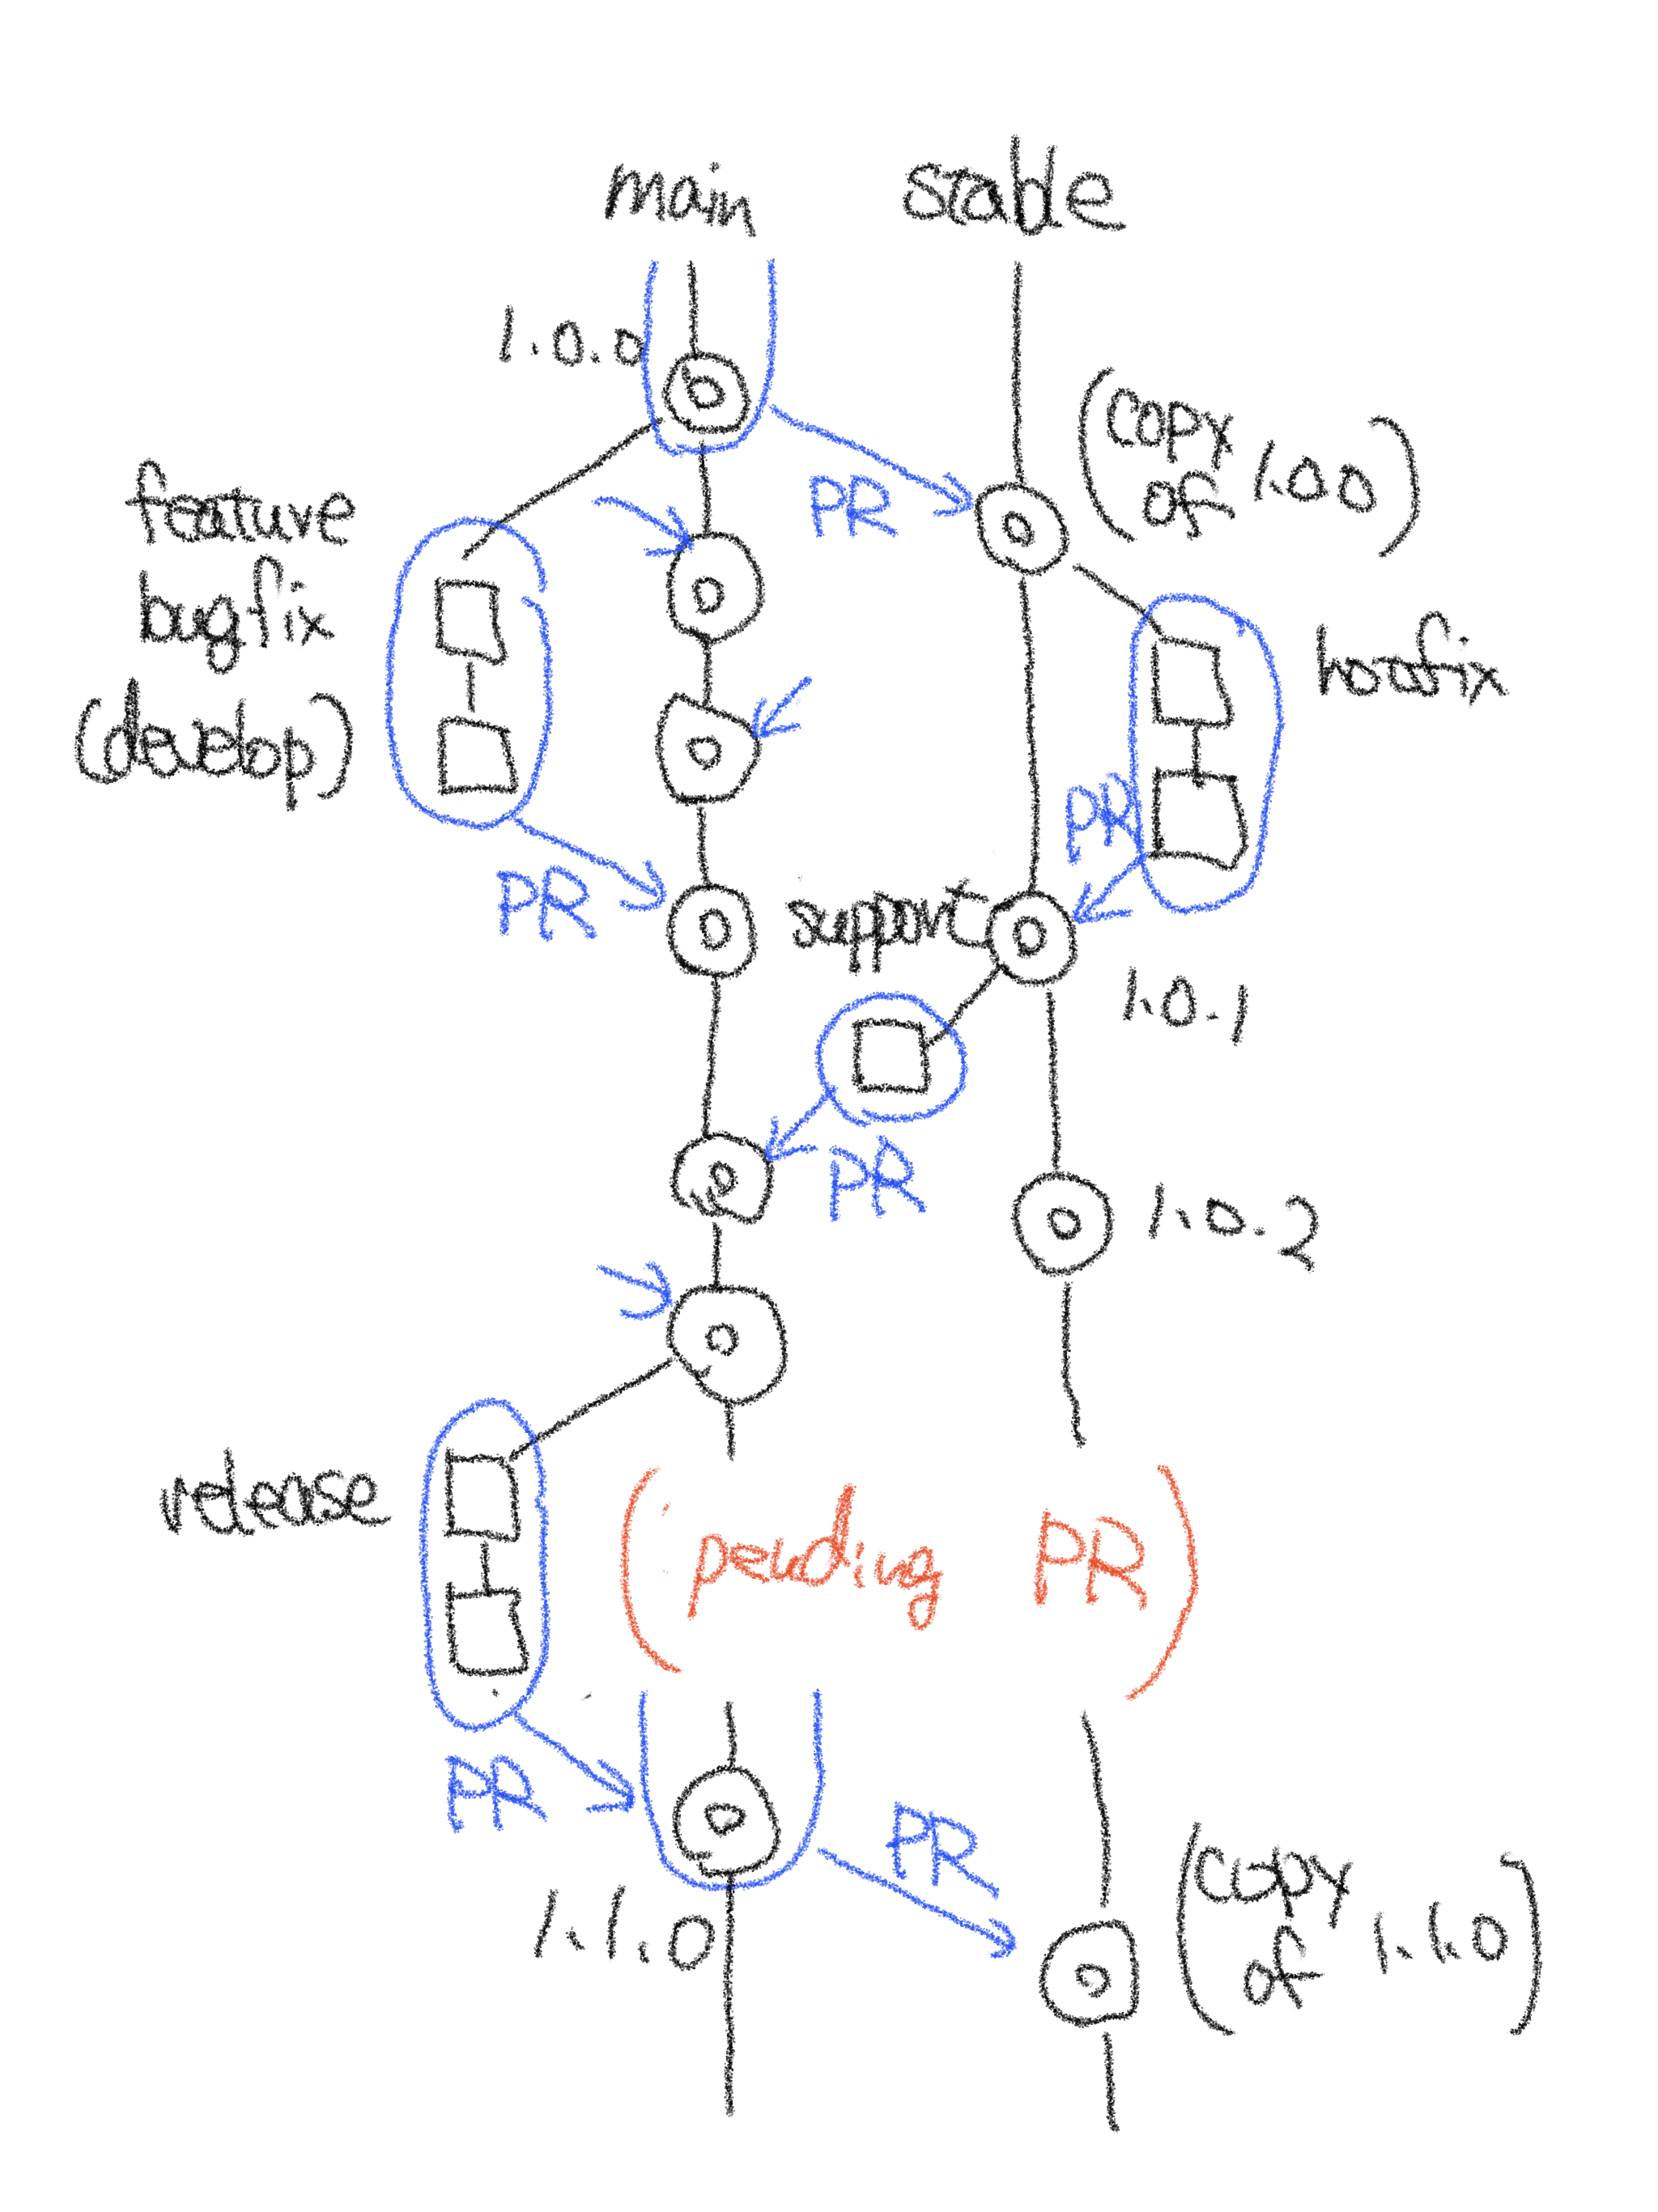 main
stable
1.0.0
(copy of 1.0.0)
PR
feature
bugfix
(develop)
hotfix
PR
PR
support
1.0.1
PR
1.0.2
release
(pending PR)
PR
PR
1.1.0
(copy of 1.1.0)